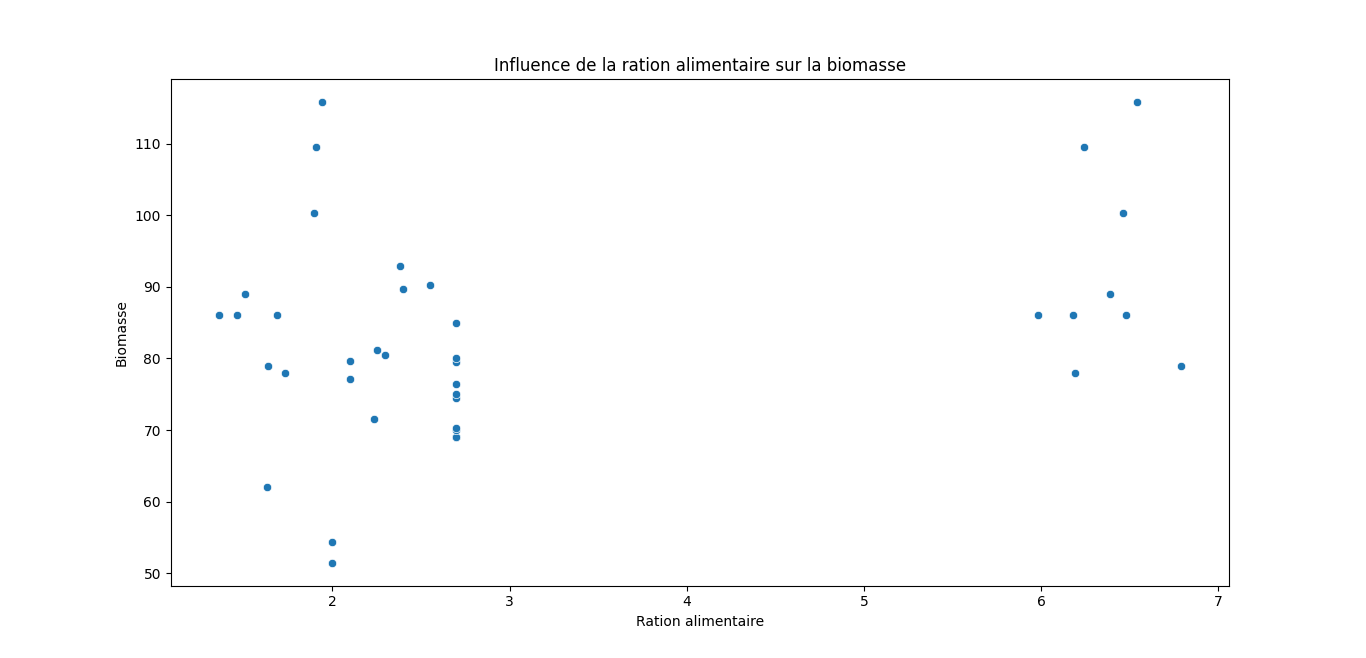 Influence de la ration alimentaire sur la biomasse
110
100
90
80
70
60
50
Biomasse
2 3 4 5 6 7
Ration alimentaire